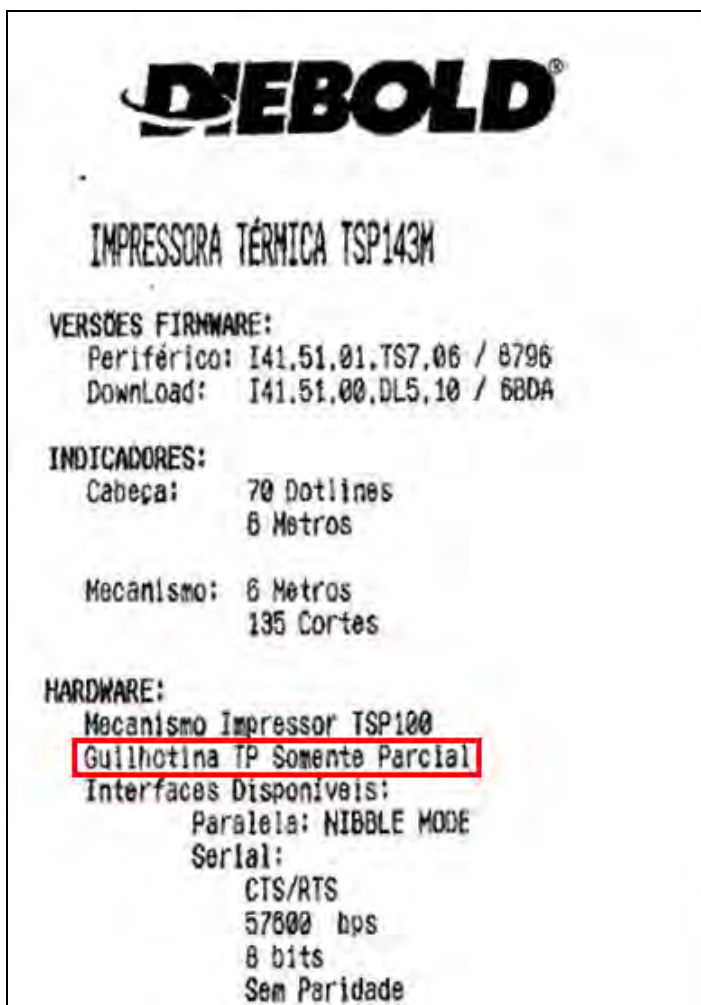 DIEBOLD®
IMPRESSORA TÉRMICA TSP143M
VERSÕES FIRMWARE:
Periférico: I41.51.01.TS7.06 / 8796
DownLoad: I41.51.00.DL5.10 / 6BDA
INDICADORES:
Cabeça: 70 Dotlines
6 Metros
Mecanismo: 6 Metros
135 Cortes
HARDWARE:
Mecanismo Impressor TSP100
Guilhotina TP Somente Parcial
Interfaces Disponíveis:
Paralela: NIBBLE MODE
Serial:
CTS/RTS
57600 bps
8 bits
Sem Paridade